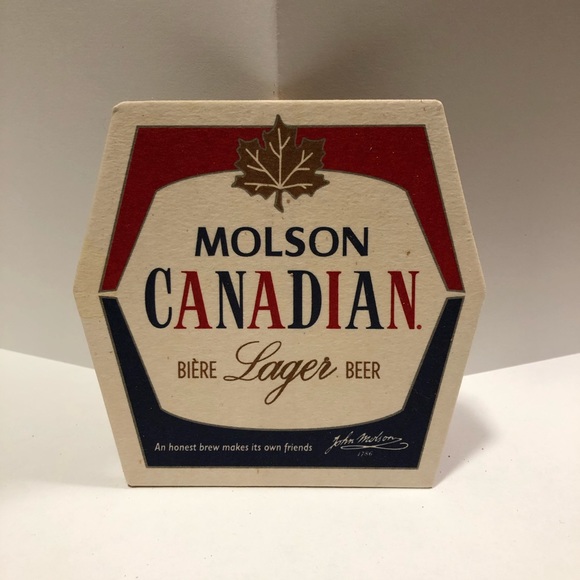 MOLSON
CANADIAN.
BIÈRE Lager BEER
An honest brew makes its own friends
John Molson
1786